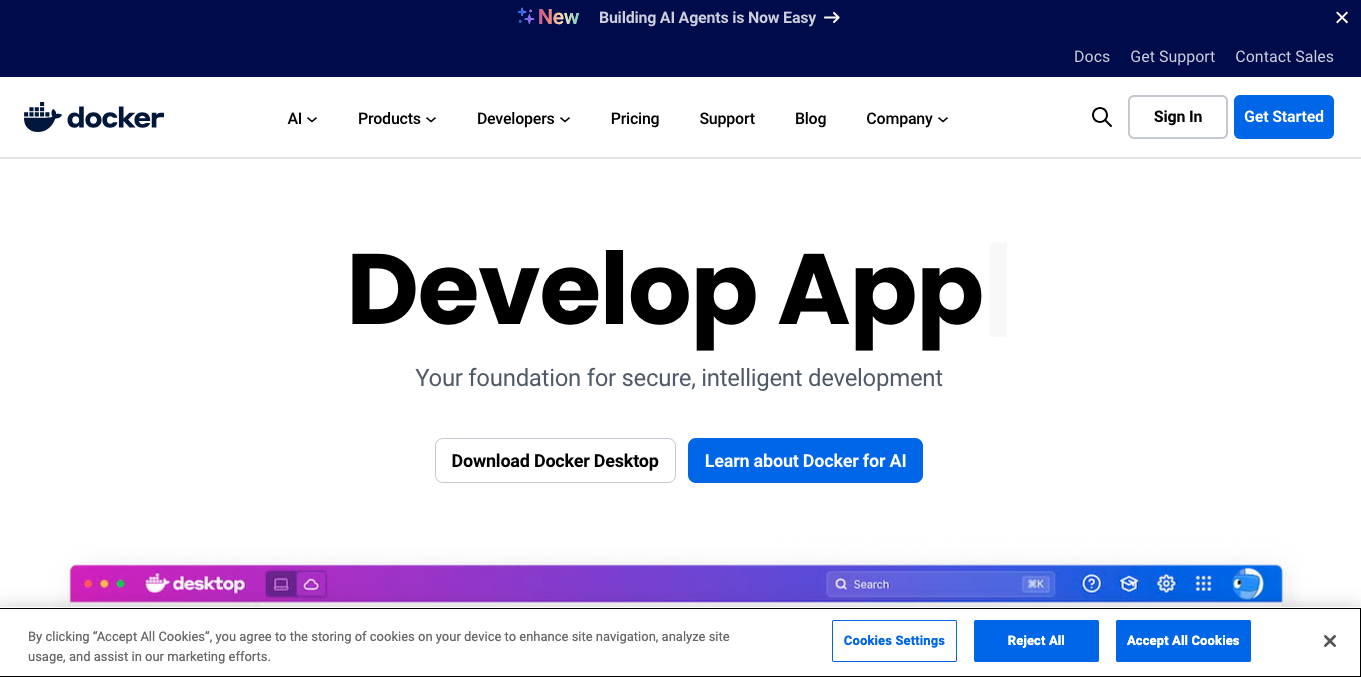 New Building AI Agents is Now Easy →
Docs Get Support Contact Sales
docker AI Products Developers Pricing Support Blog Company Sign In Get Started
Develop App
Your foundation for secure, intelligent development
Download Docker Desktop Learn about Docker for AI
desktop Search ⌘K
By clicking “Accept All Cookies”, you agree to the storing of cookies on your device to enhance site navigation, analyze site
usage, and assist in our marketing efforts.
Cookies Settings Reject All Accept All Cookies